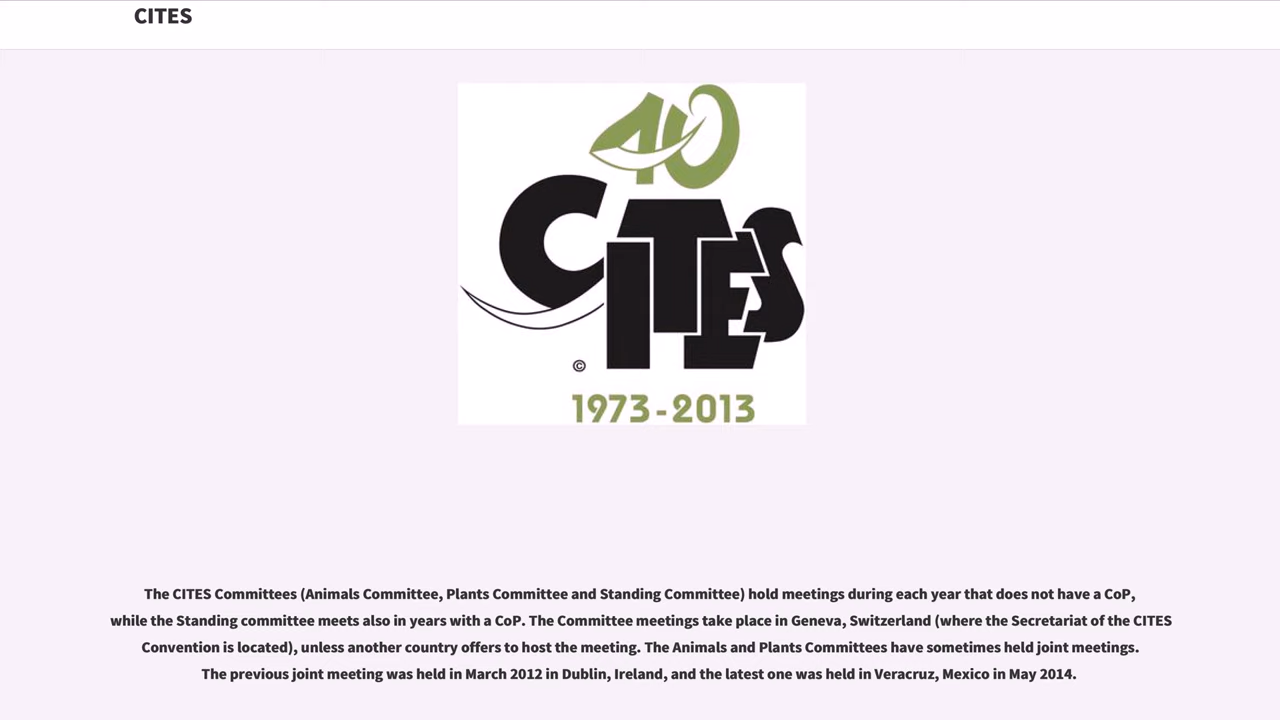 CITES
40
CITES
©
1973-2013
The CITES Committees (Animals Committee, Plants Committee and Standing Committee) hold meetings during each year that does not have a CoP,
while the Standing committee meets also in years with a CoP. The Committee meetings take place in Geneva, Switzerland (where the Secretariat of the CITES
Convention is located), unless another country offers to host the meeting. The Animals and Plants Committees have sometimes held joint meetings.
The previous joint meeting was held in March 2012 in Dublin, Ireland, and the latest one was held in Veracruz, Mexico in May 2014.